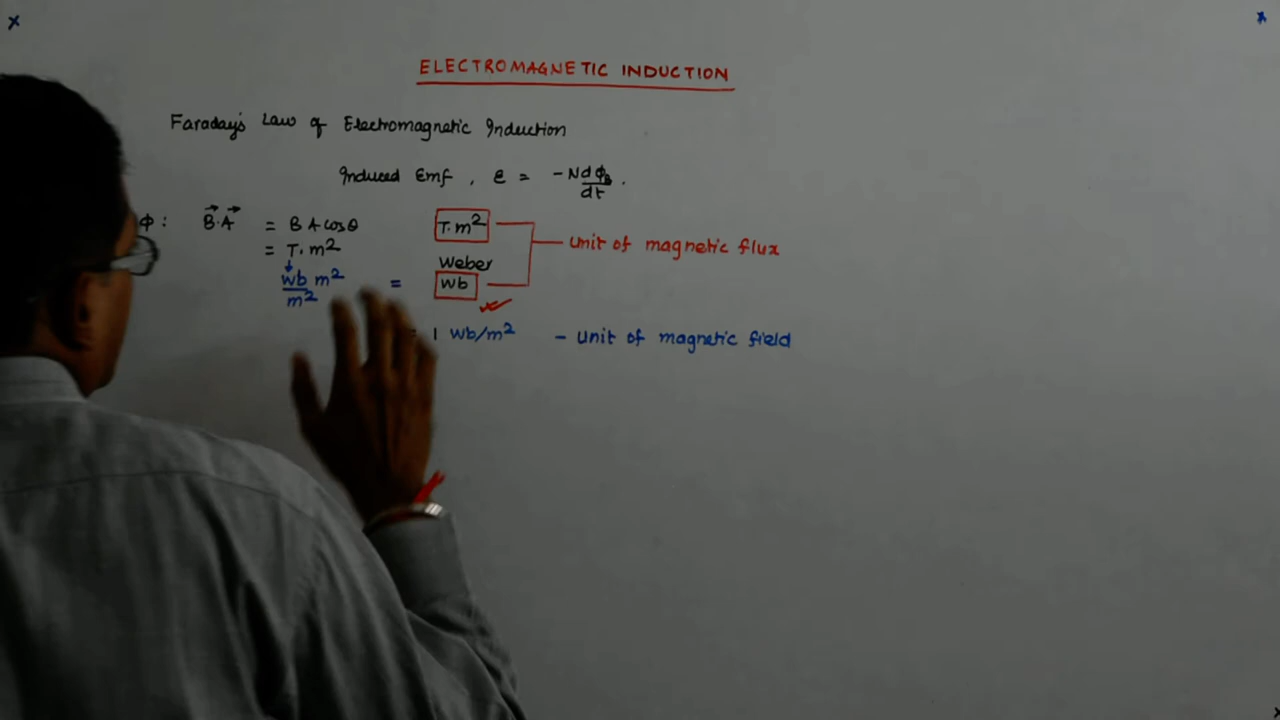 ELECTROMAGNETIC INDUCTION
Faraday's Law of Electromagnetic Induction
Induced Emf , e = -N dφB/dt .
φ : B⃗.A⃗ = BAcosθ T.m²
= T.m² unit of magnetic flux
Weber
wb/m² m² = wb
= 1 wb/m² - unit of magnetic field